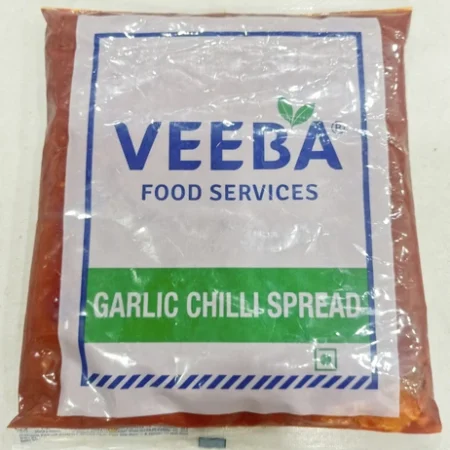 VEEBA®
FOOD SERVICES
GARLIC CHILLI SPREAD